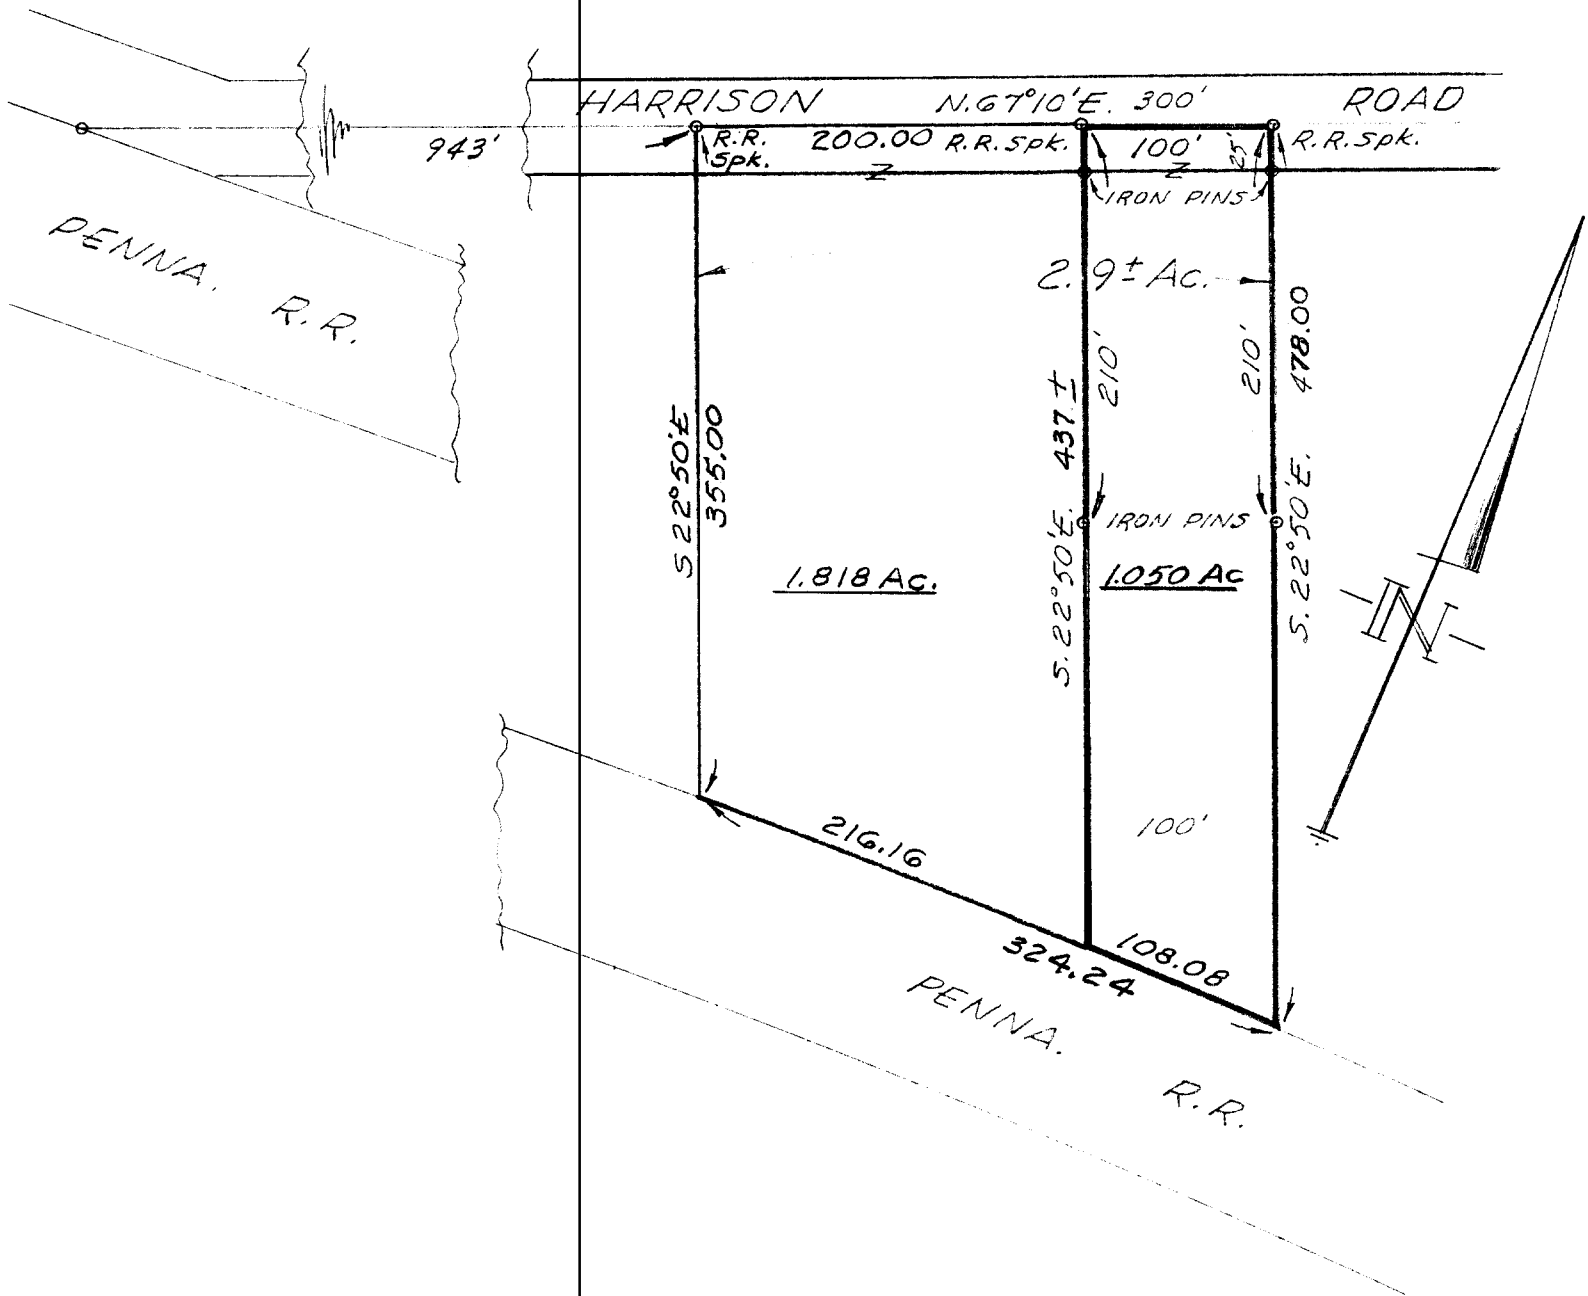 HARRISON N.67°10'E. 300' ROAD
943' R.R. Spk. 200.00 R.R. Spk. 100' 25' R.R. Spk.
Z Z
IRON PINS
PENNA. R.R.
2.9± Ac.
S 22°50'E
355.00
S. 22°50'E. 437±
210'
210'
S. 22°50'E. 478.00
IRON PINS
1.818 Ac.
1.050 Ac
N
216.16
100'
324.24
108.08
PENNA. R.R.